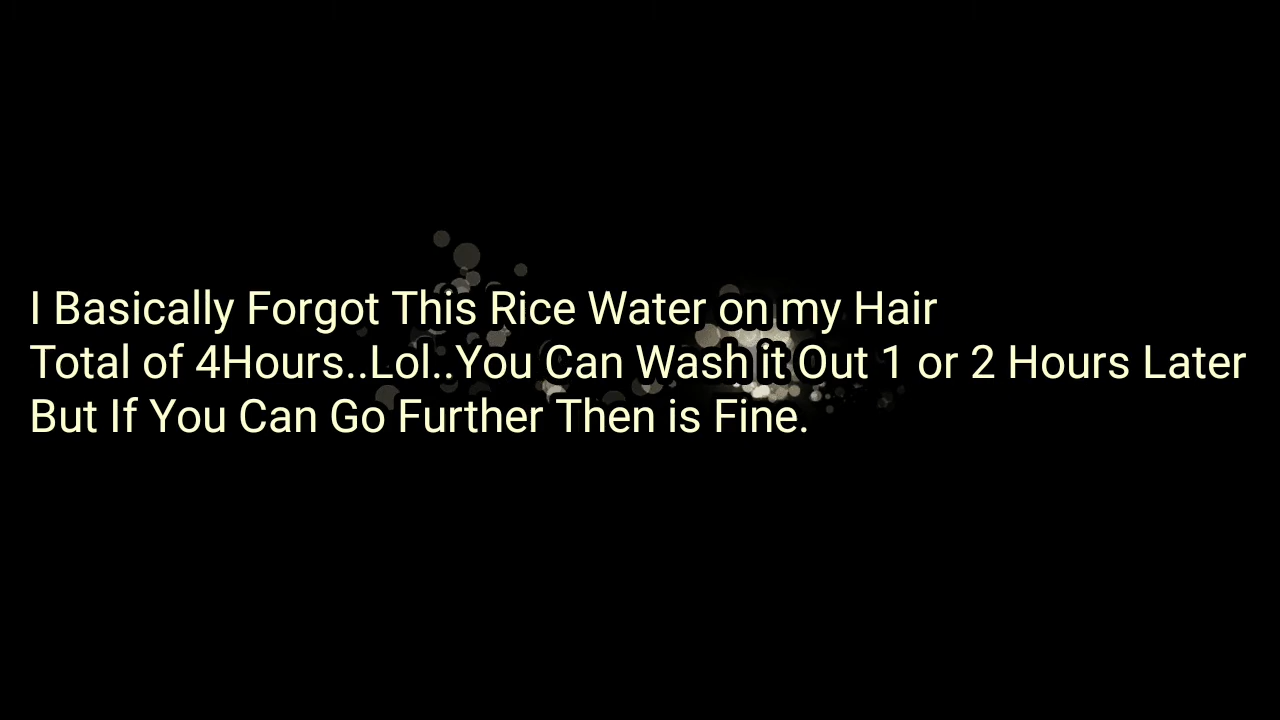 I Basically Forgot This Rice Water on my Hair
Total of 4Hours..Lol..You Can Wash it Out 1 or 2 Hours Later
But If You Can Go Further Then is Fine.